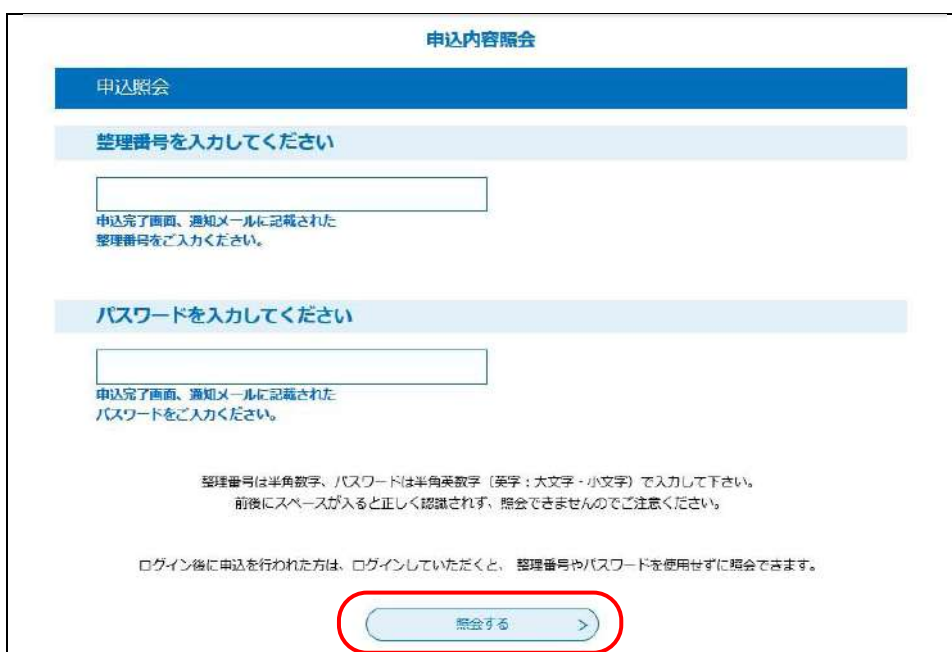 申込内容照会
申込照会
整理番号を入力してください
申込完了画面、通知メールに記載された
整理番号をご入力ください。
パスワードを入力してください
申込完了画面、通知メールに記載された
パスワードをご入力ください。
整理番号は半角数字、パスワードは半角英数字（英字：大文字・小文字）で入力して下さい。
前後にスペースが入ると正しく認識されず、照会できませんのでご注意ください。
ログイン後に申込を行われた方は、ログインしていただくと、 整理番号やパスワードを使用せずに照会できます。
照会する >